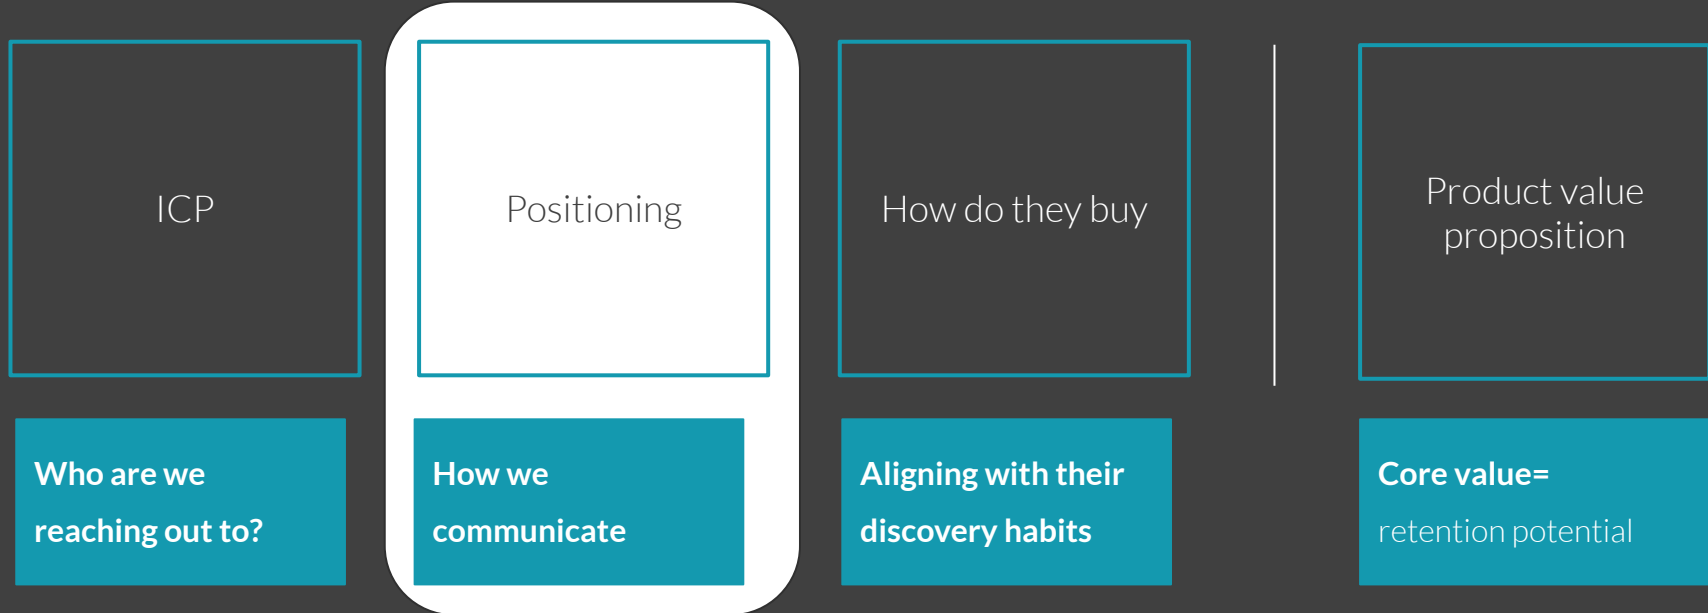 ICP
Positioning
How do they buy
Product value
proposition
Who are we
reaching out to?
How we
communicate
Aligning with their
discovery habits
Core value=
retention potential